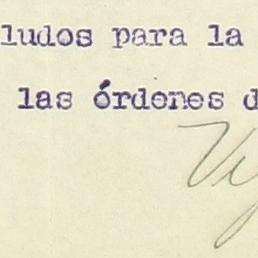 ludos para la
las órdenes d